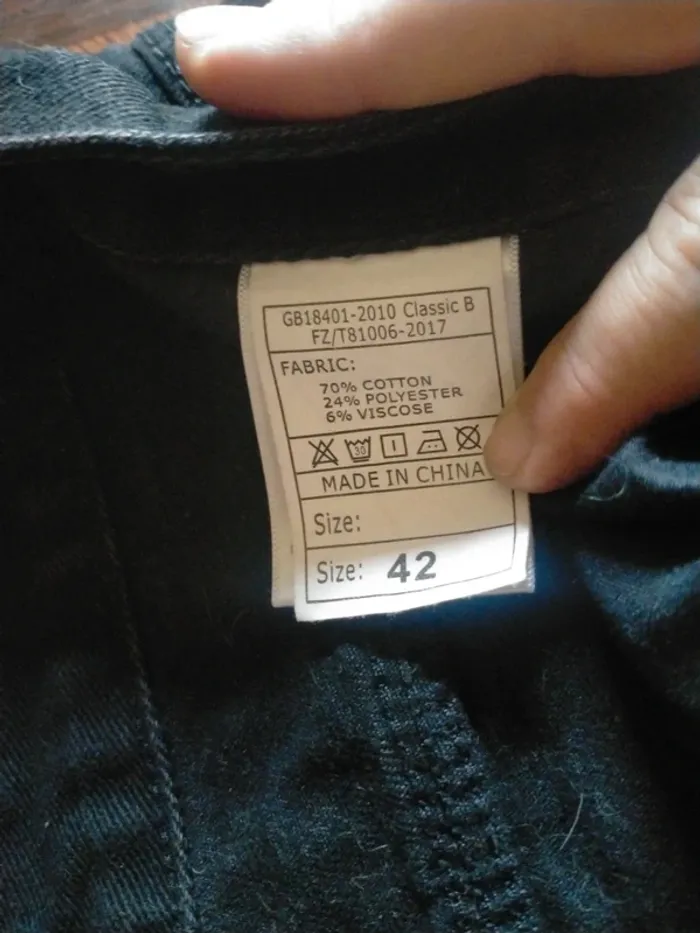 GB18401-2010 Classic B
FZ/T81006-2017
FABRIC:
70% COTTON
24% POLYESTER
6% VISCOSE
30
MADE IN CHINA
Size:
Size: 42